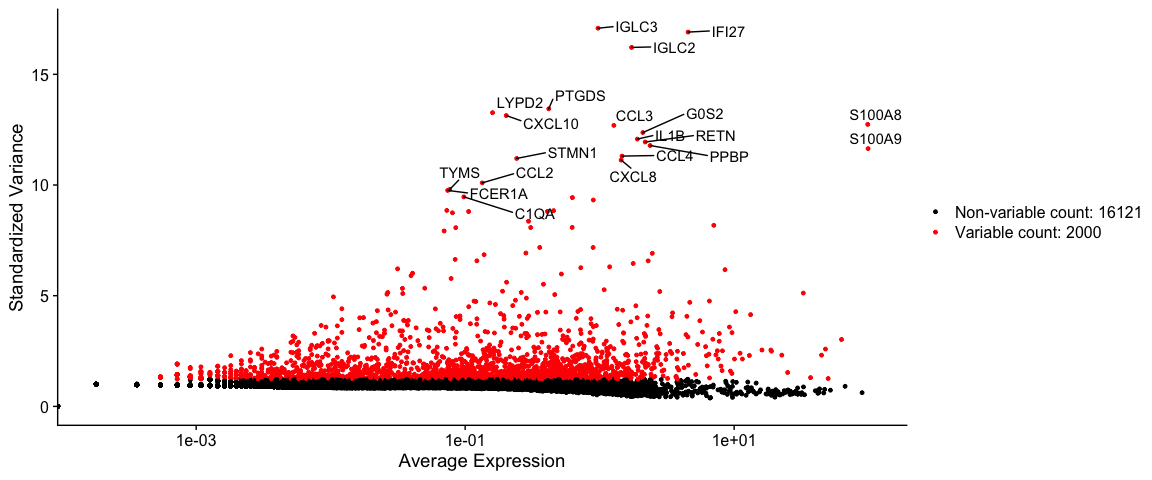 IGLC3
IFI27
IGLC2
15
PTGDS
LYPD2
CXCL10
CCL3
G0S2
S100A8
IL1B
RETN
S100A9
STMN1
CCL4
PPBP
TYMS
CCL2
CXCL8
10
FCER1A
C1QA
Non-variable count: 16121
Variable count: 2000
Standardized Variance
5
0
1e-03
1e-01
1e+01
Average Expression